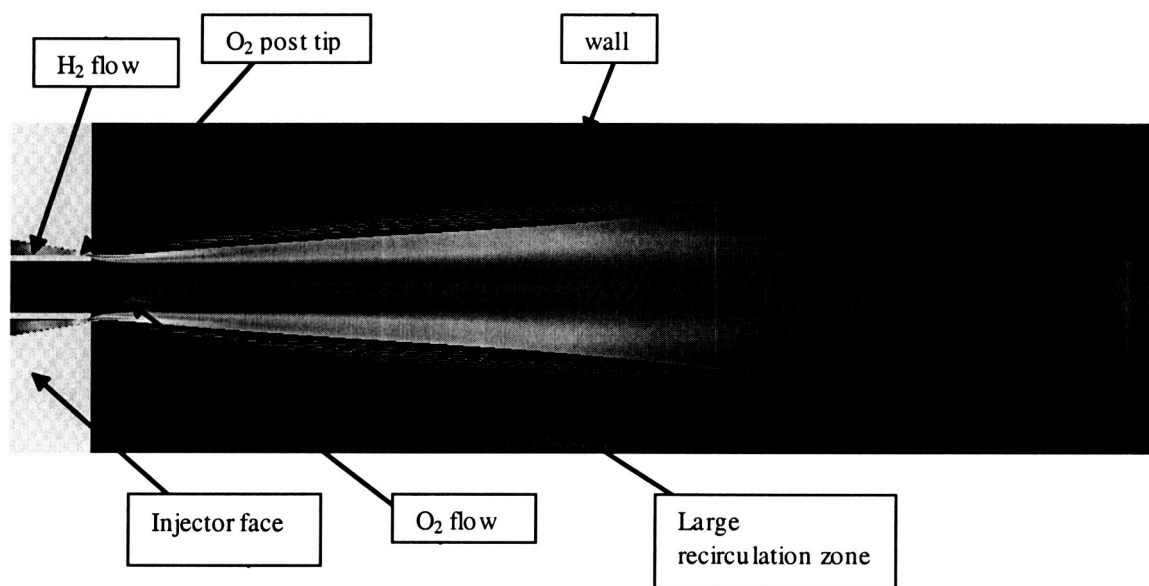 O₂ post tip
wall
H₂ flow
Injector face
O₂ flow
Large
recirculation zone